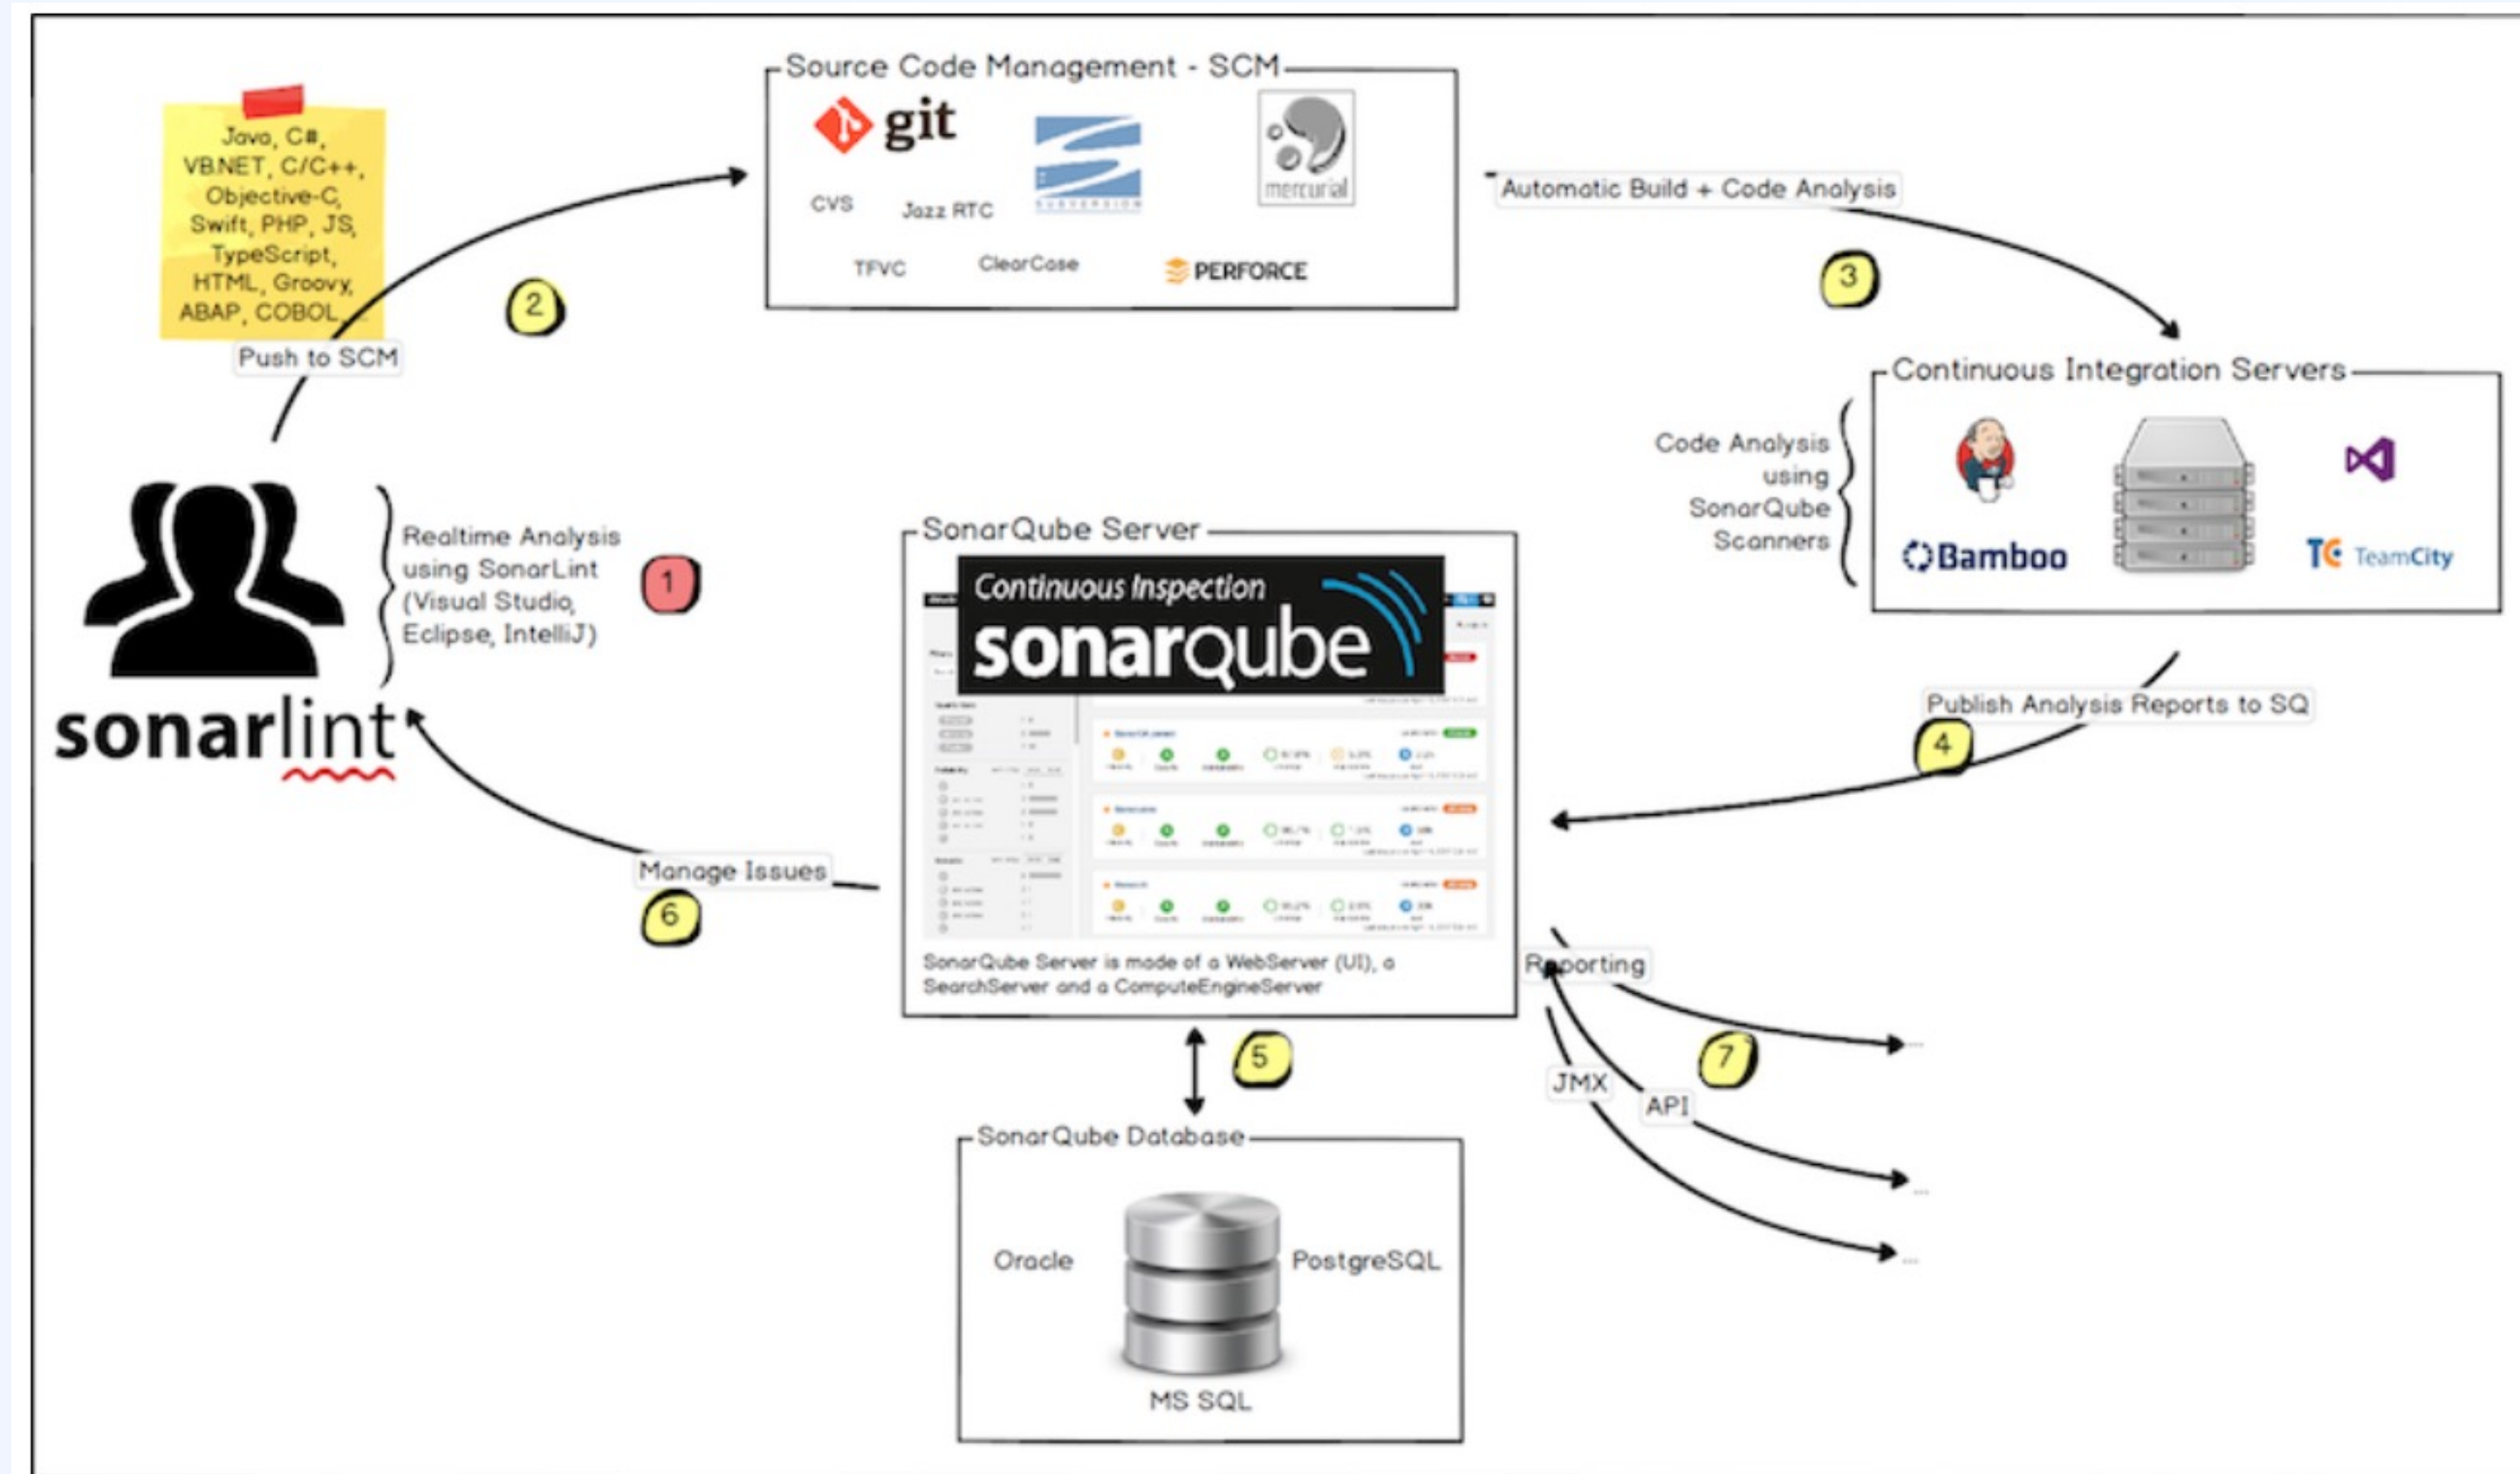 Source Code Management - SCM
git
SUBVERSION
mercurial
CVS
Jazz RTC
TFVC
ClearCase
PERFORCE
Java, C#,
VB.NET, C/C++,
Objective-C,
Swift, PHP, JS,
TypeScript,
HTML, Groovy,
ABAP, COBOL,
Push to SCM
2
Automatic Build + Code Analysis
3
Continuous Integration Servers
Bamboo
TC TeamCity
Code Analysis
using
SonarQube
Scanners
Realtime Analysis
using SonarLint
(Visual Studio,
Eclipse, IntelliJ)
1
sonarlint
SonarQube Server
Continuous Inspection
sonarqube
SonarQube Server is made of a WebServer (UI), a
SearchServer and a ComputeEngineServer
Publish Analysis Reports to SQ
4
Manage Issues
6
Reporting
...
7
JMX
API
...
...
5
SonarQube Database
Oracle
PostgreSQL
MS SQL